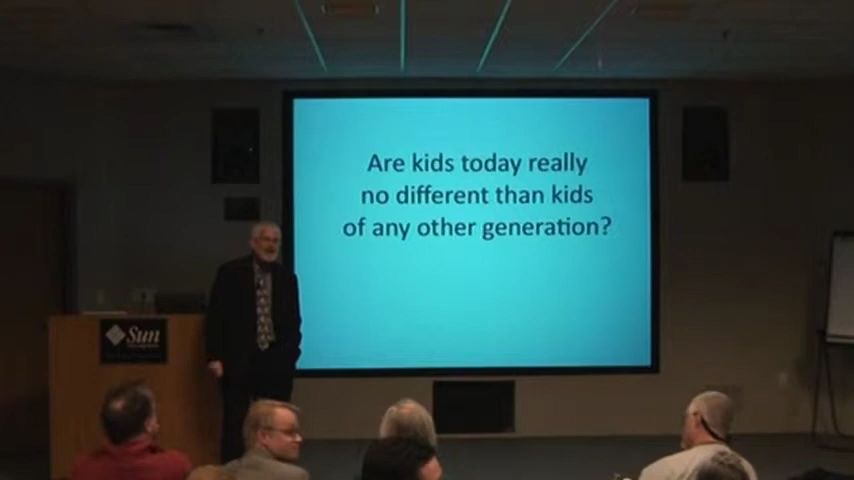 Are kids today really
no different than kids
of any other generation?
Sun